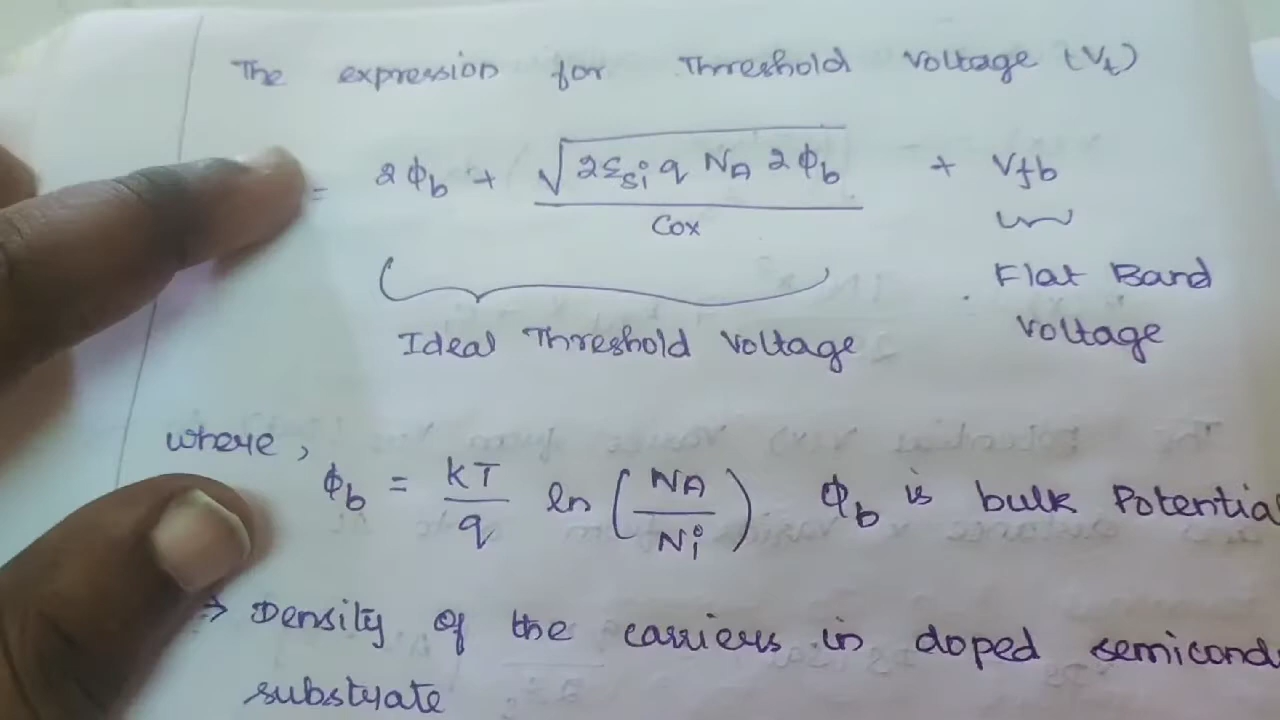 The expression for Threshold Voltage (Vt)
= 2Φb + √(2εsi q NA 2Φb) / Cox + Vfb
Ideal Threshold Voltage
Flat Band
Voltage
where,
Φb = kT/q ln (NA/Ni) Φb is bulk Potentia
→ Density of the carriers in doped semicond
substrate